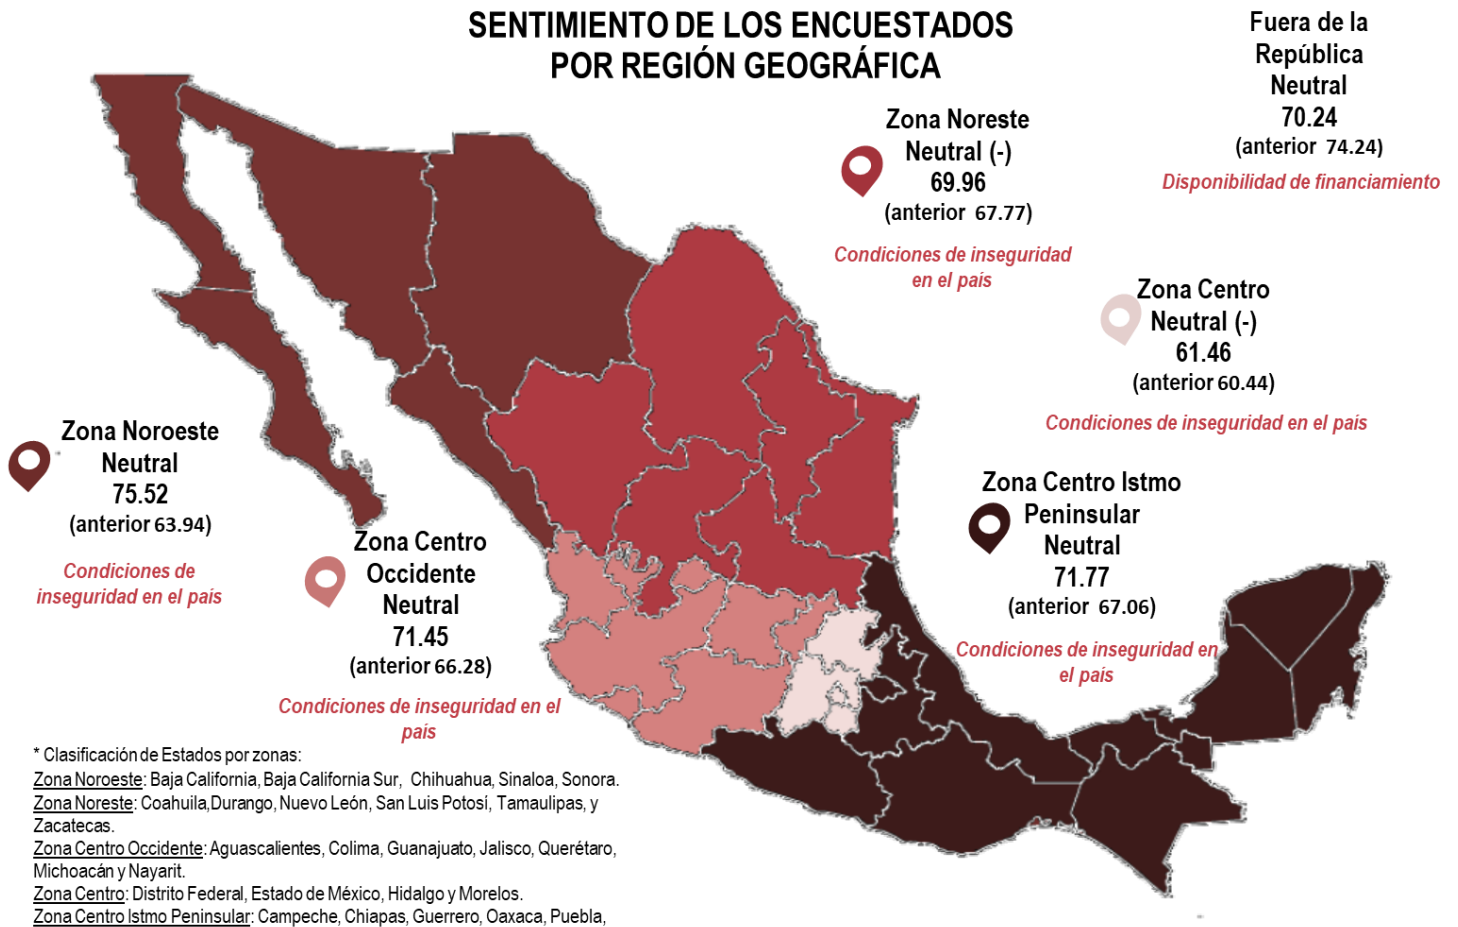 SENTIMIENTO DE LOS ENCUESTADOS
POR REGIÓN GEOGRÁFICA
Fuera de la
República
Neutral
70.24
(anterior 74.24)
Disponibilidad de financiamiento
Zona Noreste
Neutral (-)
69.96
(anterior 67.77)
Condiciones de inseguridad
en el país
Zona Centro
Neutral (-)
61.46
(anterior 60.44)
Condiciones de inseguridad en el país
Zona Noroeste
Neutral
75.52
(anterior 63.94)
Condiciones de
inseguridad en el país
Zona Centro
Occidente
Neutral
71.45
(anterior 66.28)
Condiciones de inseguridad en el
país
Zona Centro Istmo
Peninsular
Neutral
71.77
(anterior 67.06)
Condiciones de inseguridad en
el país
* Clasificación de Estados por zonas:
Zona Noroeste: Baja California, Baja California Sur, Chihuahua, Sinaloa, Sonora.
Zona Noreste: Coahuila,Durango, Nuevo León, San Luis Potosí, Tamaulipas, y
Zacatecas.
Zona Centro Occidente: Aguascalientes, Colima, Guanajuato, Jalisco, Querétaro,
Michoacán y Nayarit.
Zona Centro: Distrito Federal, Estado de México, Hidalgo y Morelos.
Zona Centro Istmo Peninsular: Campeche, Chiapas, Guerrero, Oaxaca, Puebla,